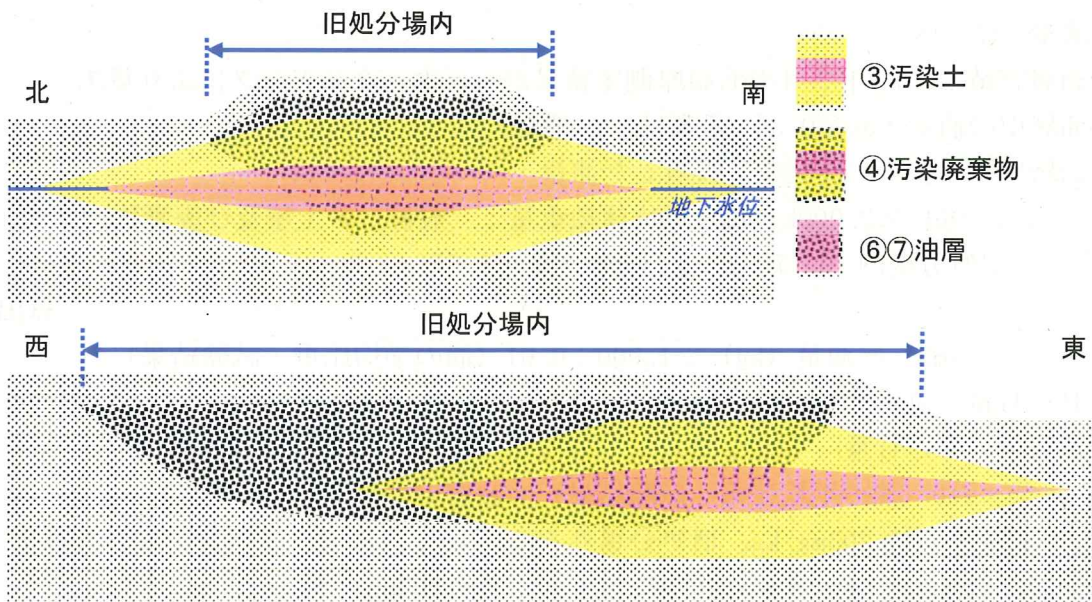 旧処分場内
北
南
地下水位
③汚染土
④汚染廃棄物
⑥⑦油層
旧処分場内
西
東